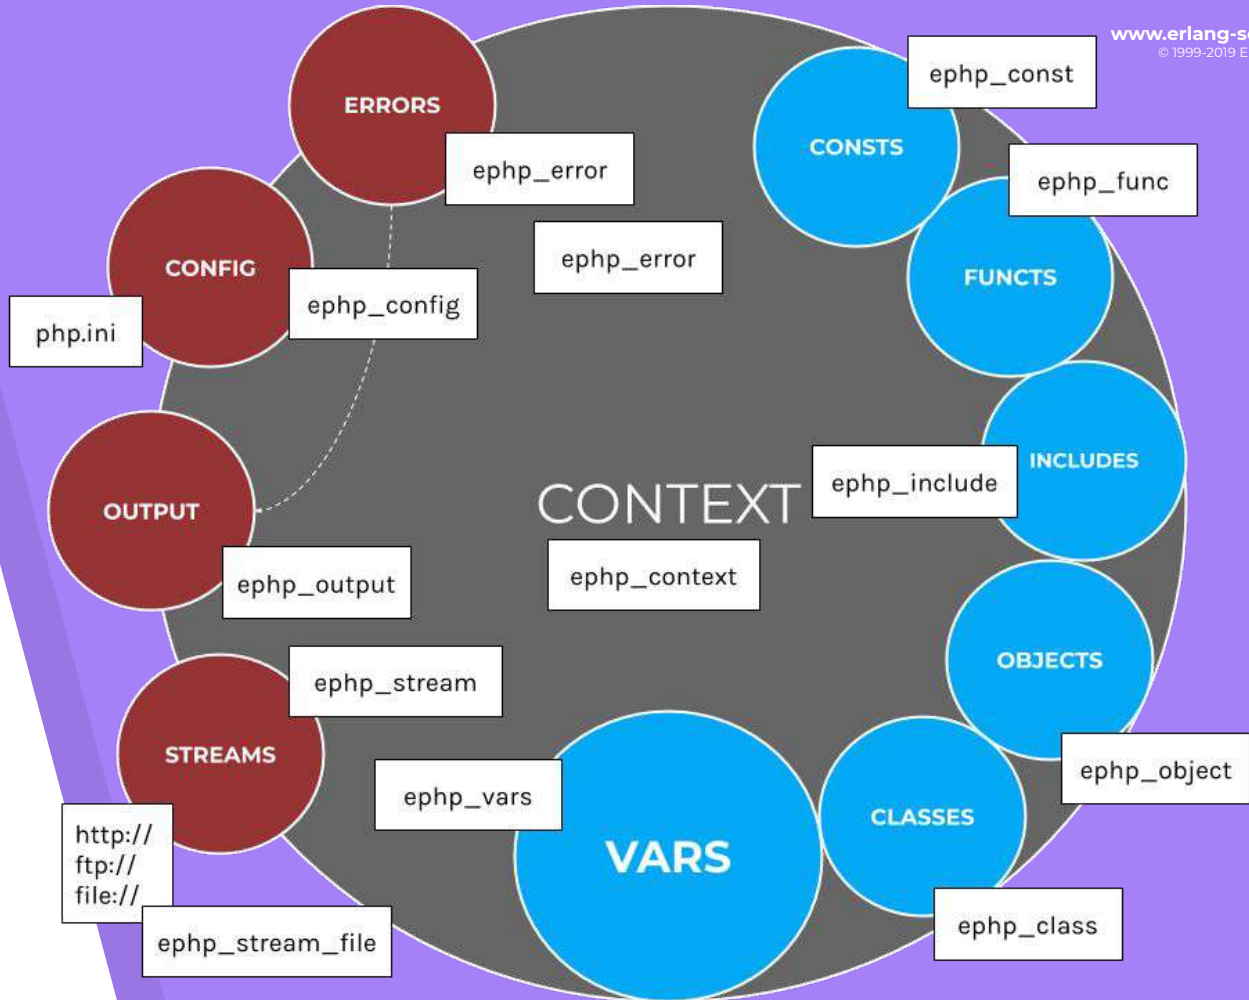 www.erlang-s
© 1999-2019 E
ephp_const
ERRORS
CONSTS
ephp_error
ephp_func
ephp_error
CONFIG
FUNCTS
ephp_config
php.ini
INCLUDES
ephp_include
CONTEXT
OUTPUT
ephp_context
ephp_output
OBJECTS
ephp_stream
STREAMS
ephp_object
ephp_vars
CLASSES
http://
ftp://
file://
VARS
ephp_class
ephp_stream_file